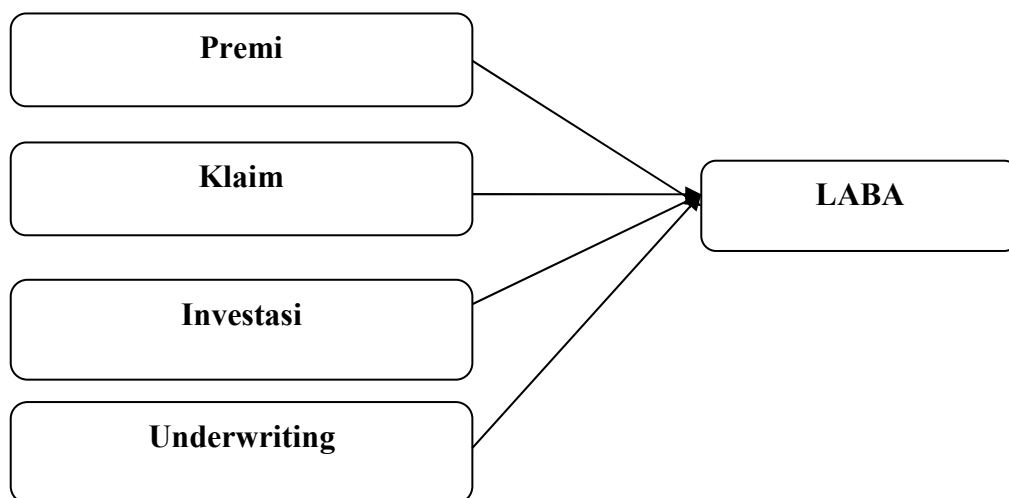 Premi
Klaim
LABA
Investasi
Underwriting